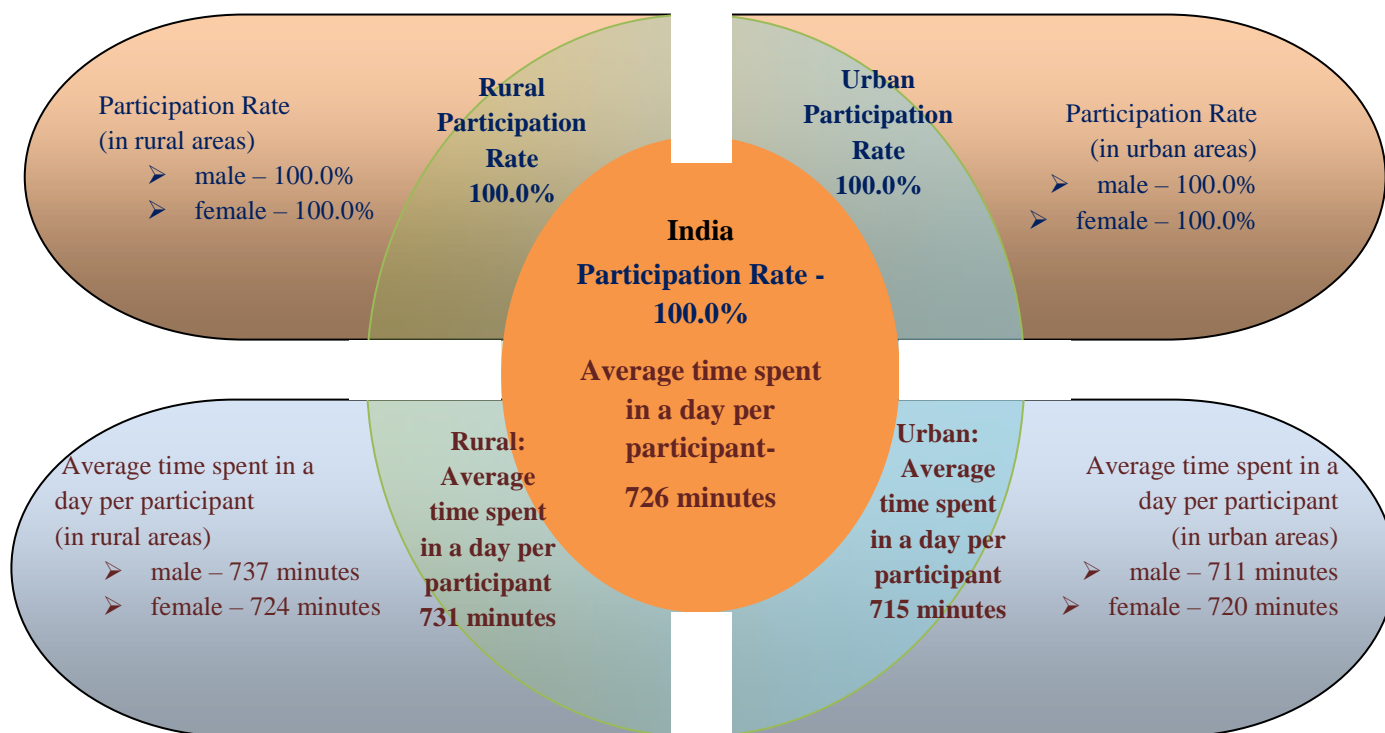 Participation Rate
(in rural areas)
➢ male – 100.0%
➢ female – 100.0%
Rural
Participation
Rate
100.0%
Urban
Participation
Rate
100.0%
Participation Rate
(in urban areas)
➢ male – 100.0%
➢ female – 100.0%
India
Participation Rate -
100.0%
Average time spent
in a day per
participant-
726 minutes
Average time spent in a
day per participant
(in rural areas)
➢ male – 737 minutes
➢ female – 724 minutes
Rural:
Average
time spent
in a day per
participant
731 minutes
Urban:
Average
time spent
in a day per
participant
715 minutes
Average time spent in a
day per participant
(in urban areas)
➢ male – 711 minutes
➢ female – 720 minutes